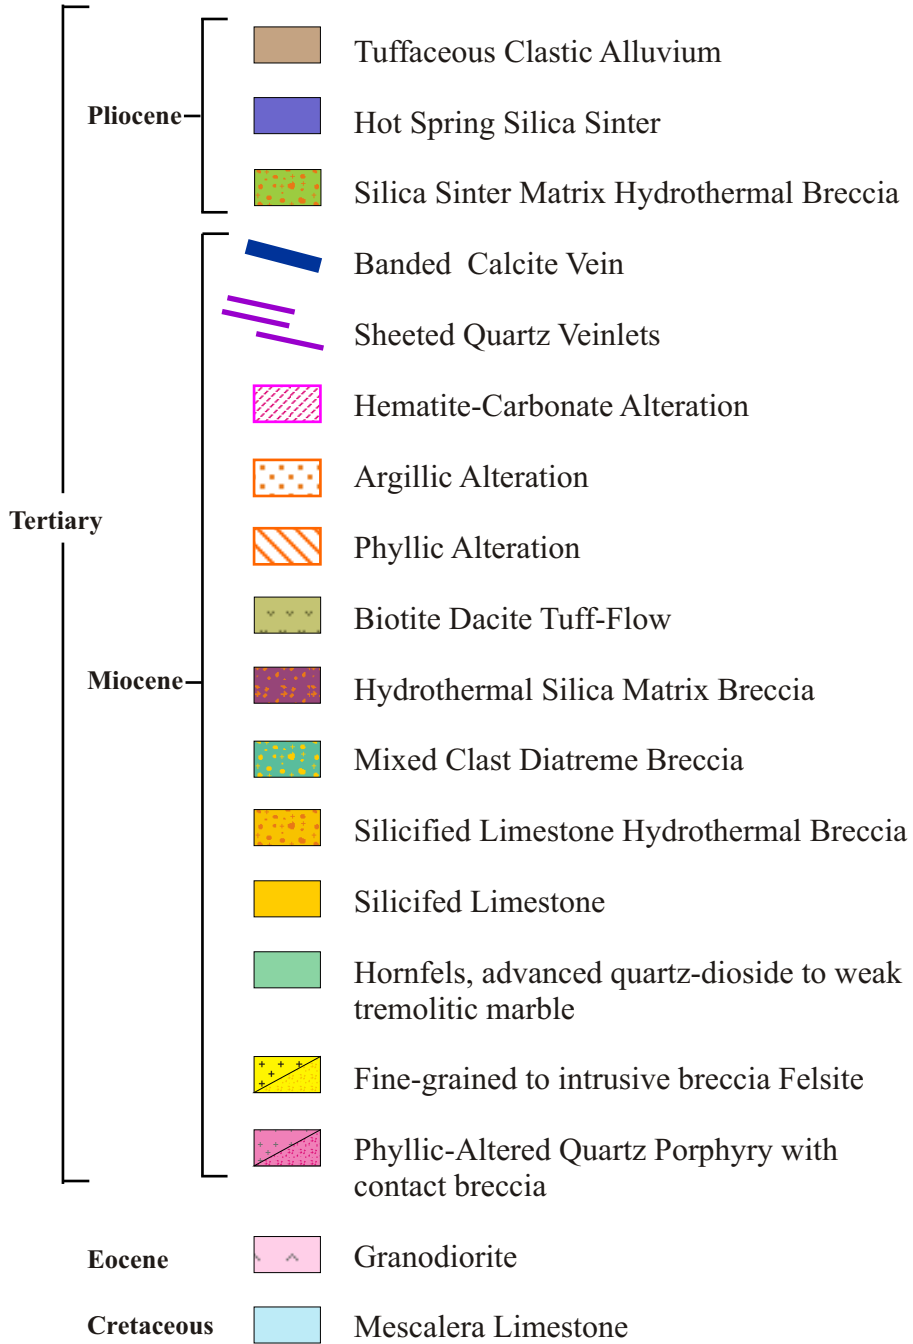 Tuffaceous Clastic Alluvium
Pliocene
Hot Spring Silica Sinter
Silica Sinter Matrix Hydrothermal Breccia
Banded Calcite Vein
Sheeted Quartz Veinlets
Hematite-Carbonate Alteration
Argillic Alteration
Tertiary
Phyllic Alteration
Biotite Dacite Tuff-Flow
Miocene
Hydrothermal Silica Matrix Breccia
Mixed Clast Diatreme Breccia
Silicified Limestone Hydrothermal Breccia
Silicifed Limestone
Hornfels, advanced quartz-dioside to weak
tremolitic marble
Fine-grained to intrusive breccia Felsite
Phyllic-Altered Quartz Porphyry with
contact breccia
Eocene
Granodiorite
Cretaceous
Mescalera Limestone